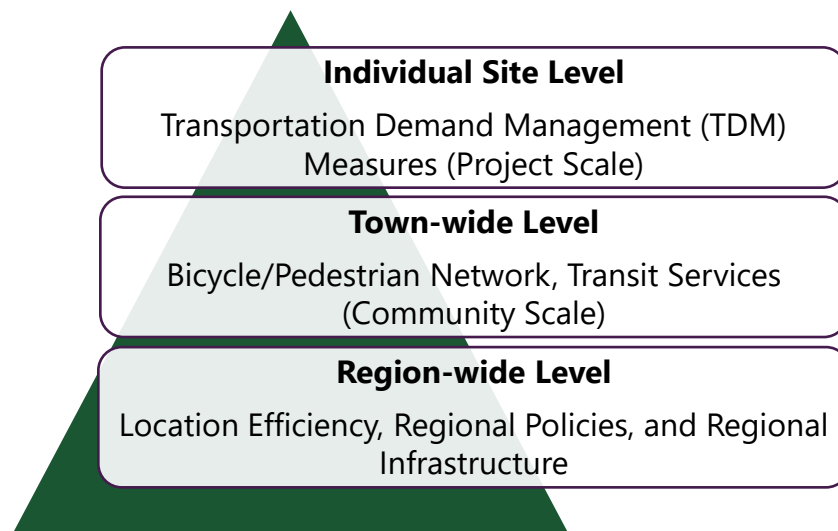 Individual Site Level
Transportation Demand Management (TDM)
Measures (Project Scale)
Town-wide Level
Bicycle/Pedestrian Network, Transit Services
(Community Scale)
Region-wide Level
Location Efficiency, Regional Policies, and Regional
Infrastructure